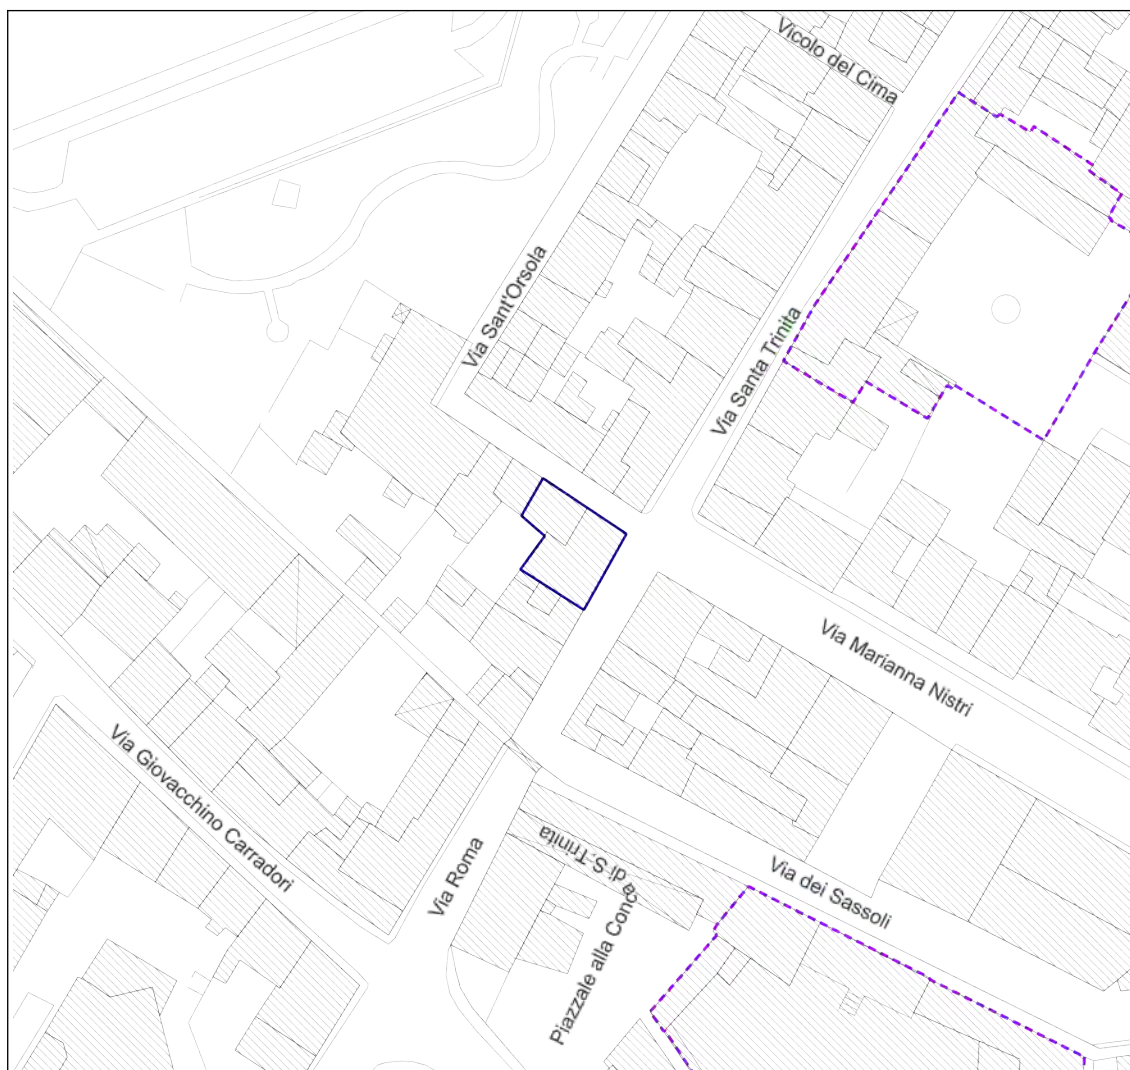 Vicolo del Cima
Via Sant'Orsola
Via Santa Trinita
Via Marianna Nistri
Via Giovacchino Carradori
Via Roma
Piazzale alla Conca di S.Trinita
Via dei Sassoli